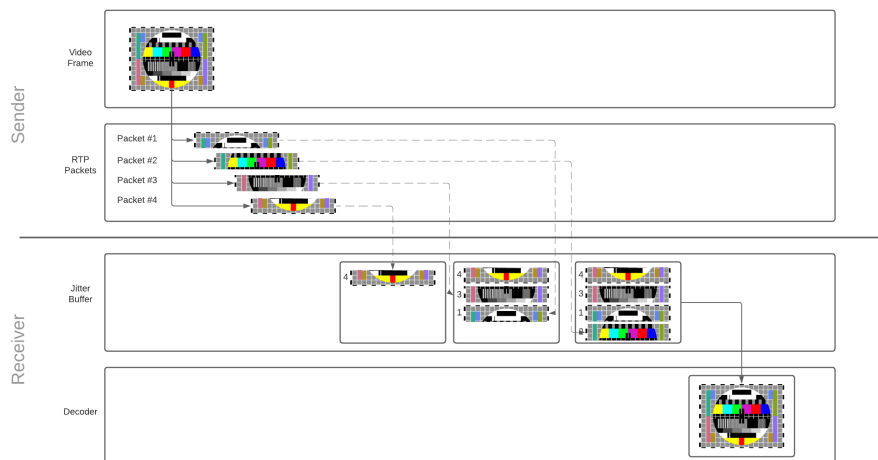 Sender
Video
Frame
RTP
Packets
Packet #1
Packet #2
Packet #3
Packet #4
Receiver
Jitter
Buffer
4
4
3
1
4
3
1
Decoder